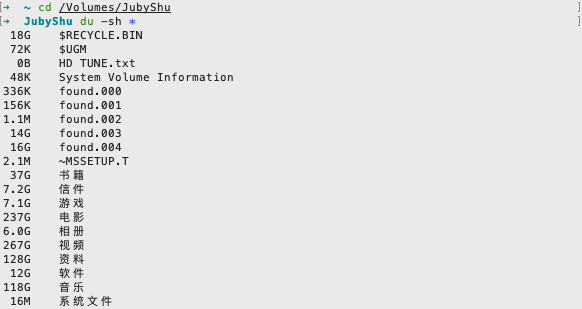 [➜  ~ cd /Volumes/JubyShu ]
[➜  JubyShu du -sh * ]
18G $RECYCLE.BIN
72K $UGM
0B HD TUNE.txt
48K System Volume Information
336K found.000
156K found.001
1.1M found.002
14G found.003
16G found.004
2.1M ~MSSETUP.T
37G 书籍
7.2G 信件
7.1G 游戏
237G 电影
6.0G 相册
267G 视频
128G 资料
12G 软件
118G 音乐
16M 系统文件